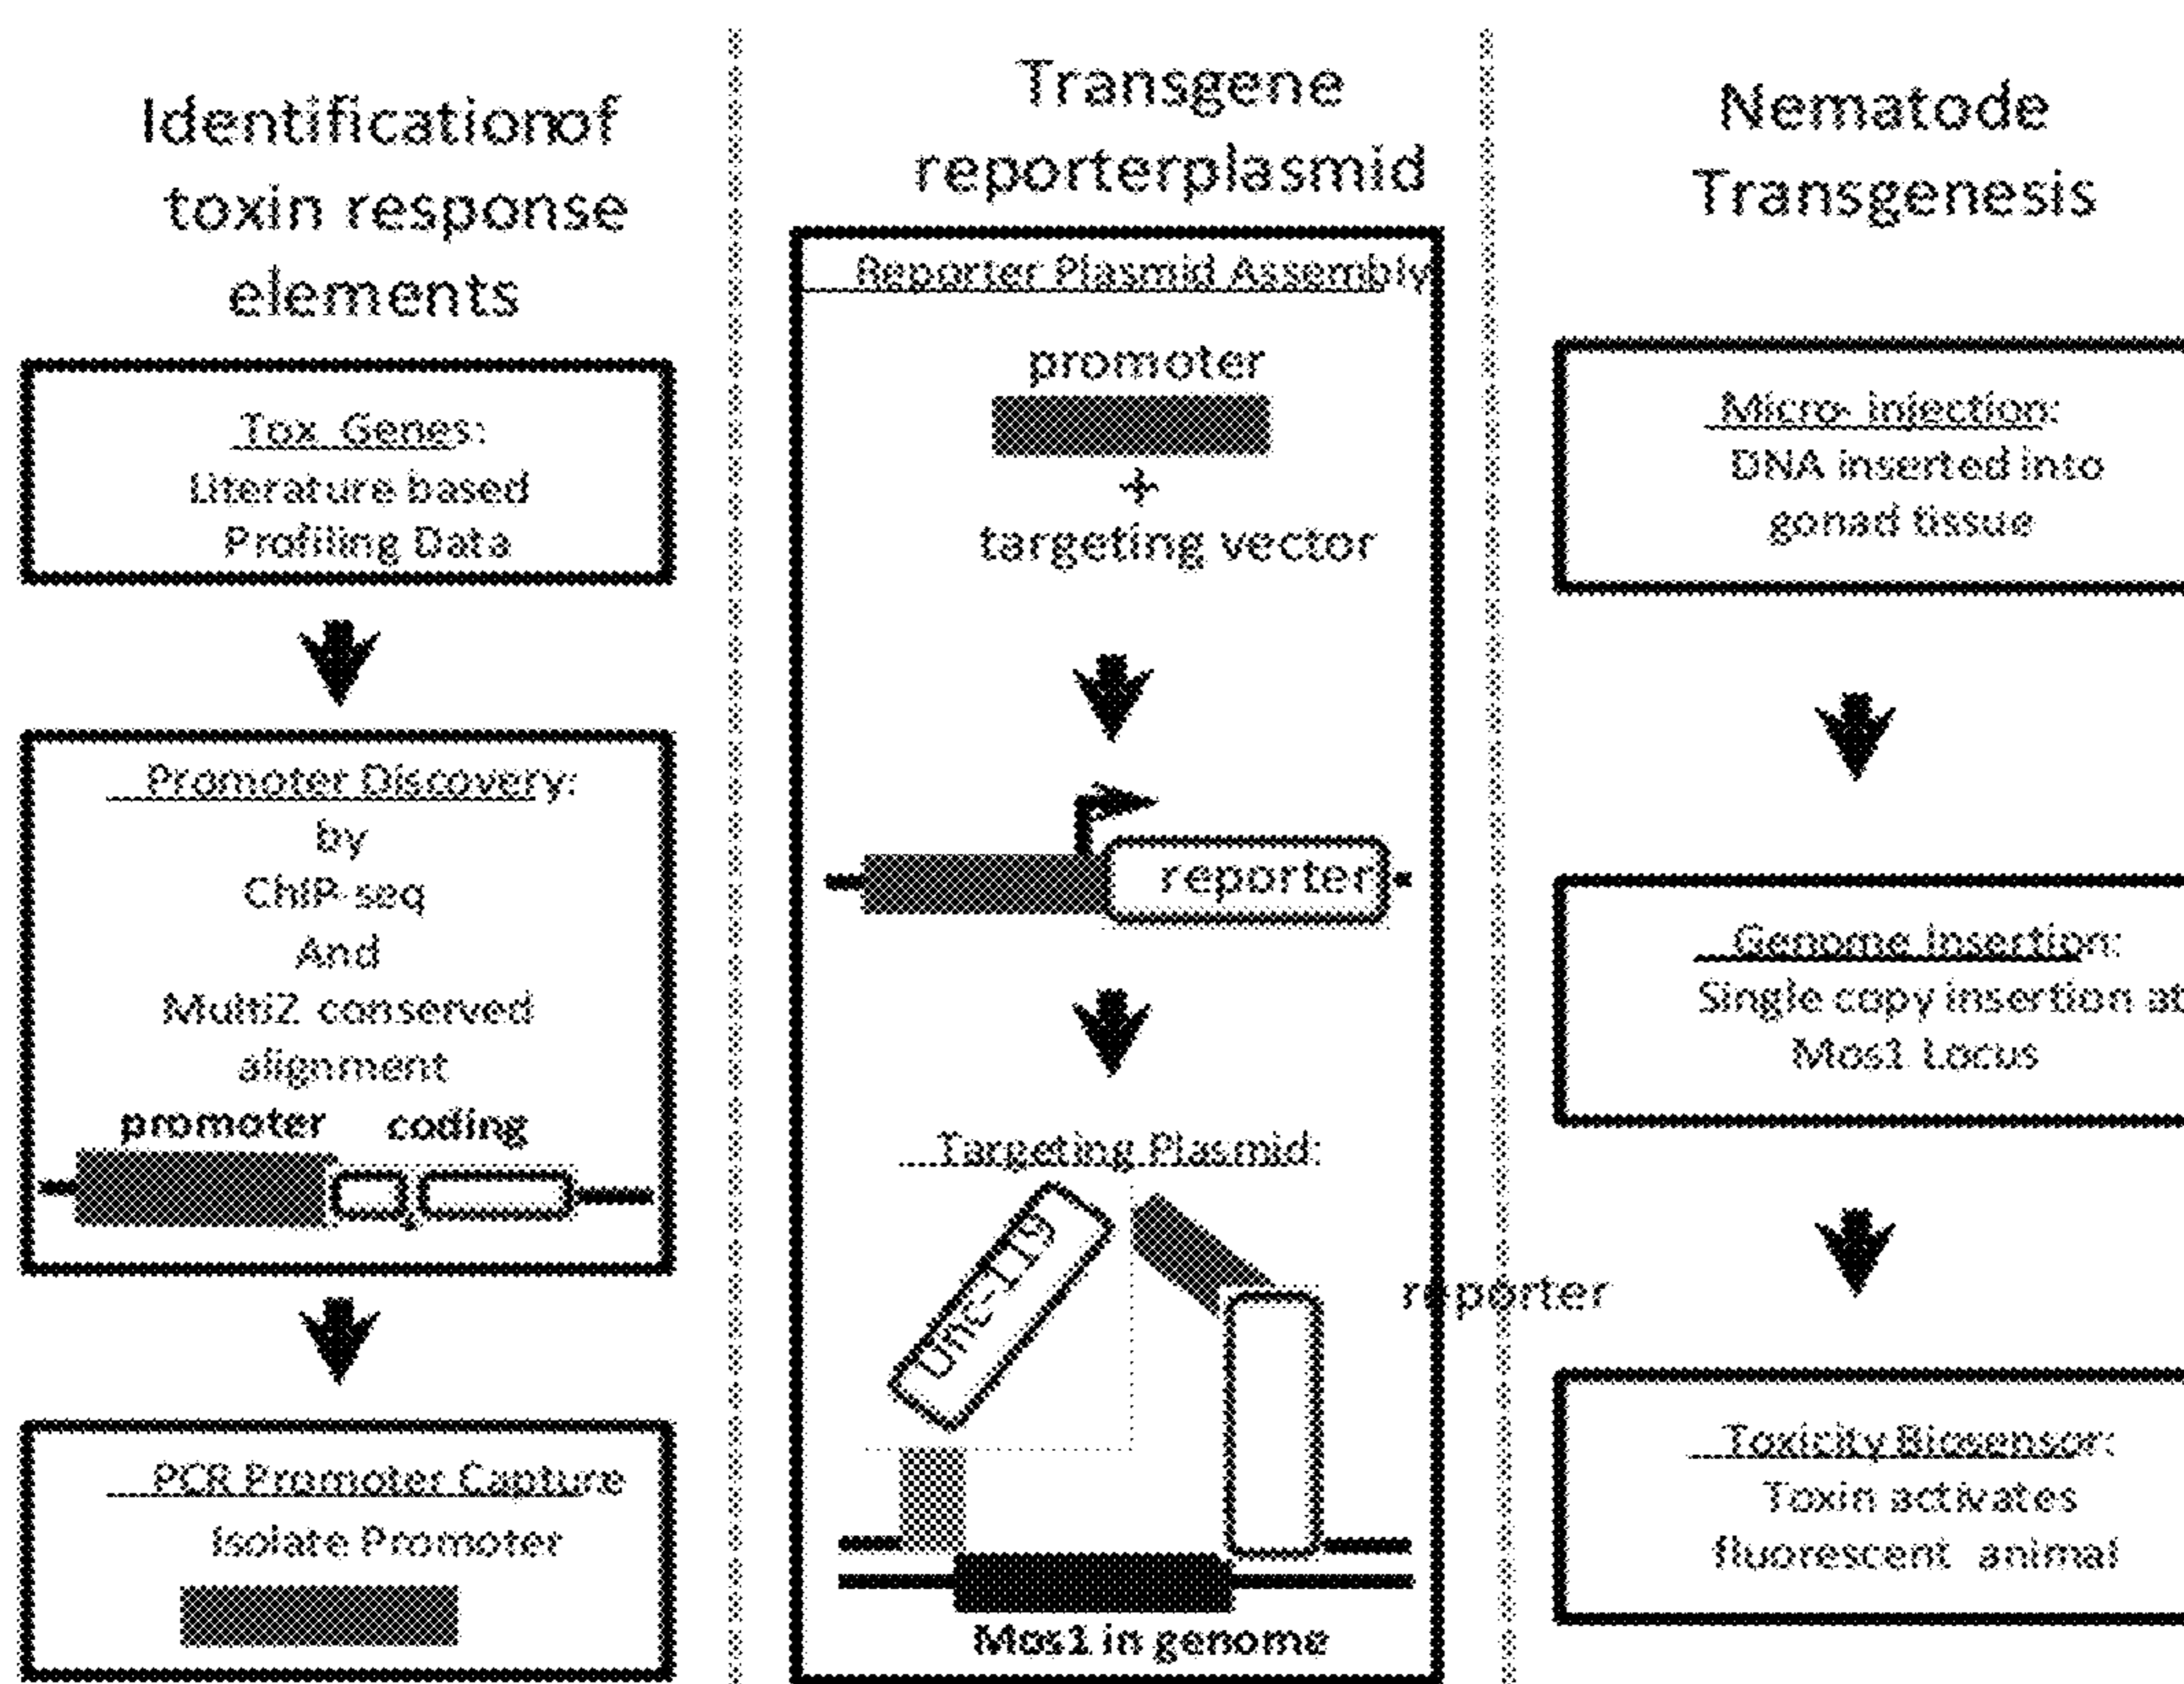 Identificationof
toxin response
elements
Tox Genes:
Literature based
Profiling Data
Promoter Discovery:
by
ChIP-seq
And
MultiZ conserved
alignment
promoter coding
PCR Promoter Capture
Isolate Promoter
Transgene
reporterplasmid
Reporter Plasmid Assembly
promoter
+
targeting vector
reporter
Targeting Plasmid:
Unc-119
reporter
Mos1 in genome
Nematode
Transgenesis
Micro- injection:
DNA inserted into
gonad tissue
Genome Insertion:
Single copy insertion at
Mos1 Locus
Toxicity Biosensor:
Toxin activates
fluorescent animal